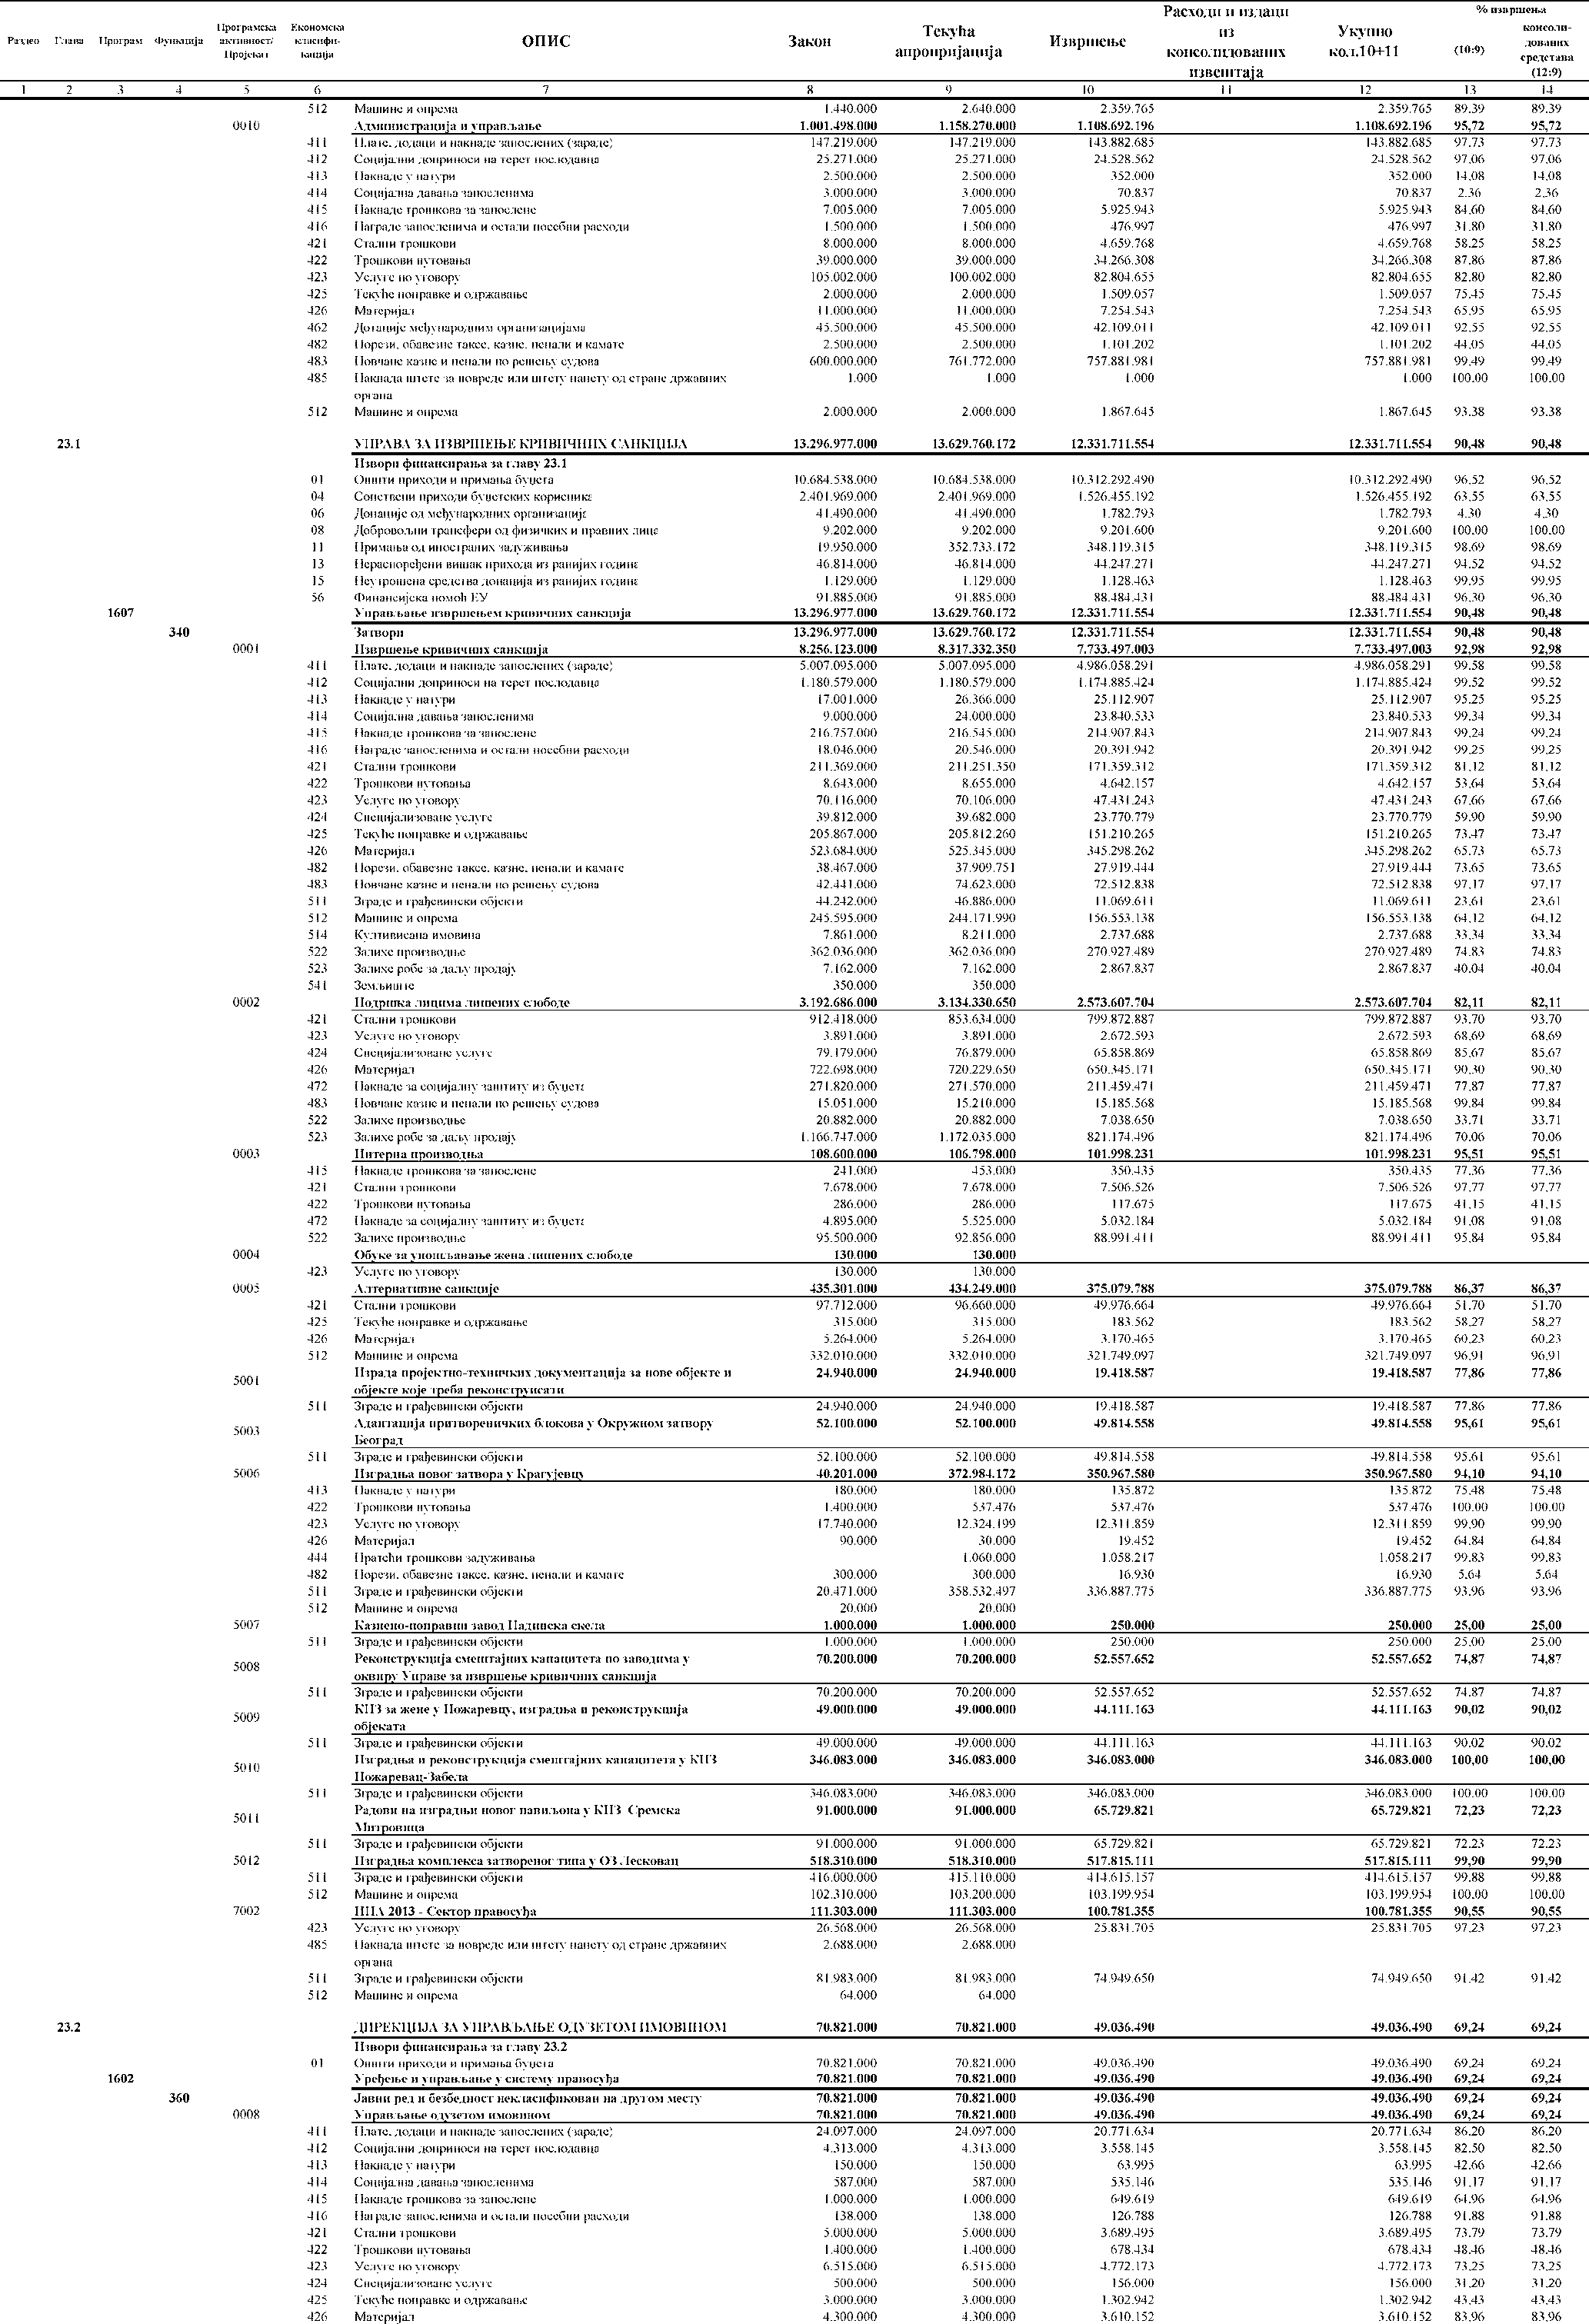 Раздео Глава Програм Функција Програмска активност/ Пројекат Економска класифи-кација ОПИС Закон Текућа апропријација Извршење Расходи и издаци из консолидованих извештаја Укупно кол.10+11 % извршења (10:9) консоли-дованих средстава (12:9)
1 2 3 4 5 6 7 8 9 10 11 12 13 14
512 Машине и опрема 1.440.000 2.640.000 2.359.765 2.359.765 89,39 89,39
0010 Администрација и управљање 1.001.498.000 1.158.270.000 1.108.692.196 1.108.692.196 95,72 95,72
411 Плате, додаци и накнаде запослених (зараде) 147.219.000 147.219.000 143.882.685 143.882.685 97,73 97,73
412 Социјални доприноси на терет послодавца 25.271.000 25.271.000 24.528.562 24.528.562 97,06 97,06
413 Накнаде у натури 2.500.000 2.500.000 352.000 352.000 14,08 14,08
414 Социјална давања запосленима 3.000.000 3.000.000 70.837 70.837 2,36 2,36
415 Накнаде трошкова за запослене 7.005.000 7.005.000 5.925.943 5.925.943 84,60 84,60
416 Награде запосленима и остали посебни расходи 1.500.000 1.500.000 476.997 476.997 31,80 31,80
421 Стални трошкови 8.000.000 8.000.000 4.659.768 4.659.768 58,25 58,25
422 Трошкови путовања 39.000.000 39.000.000 34.266.308 34.266.308 87,86 87,86
423 Услуге по уговору 105.002.000 100.002.000 82.804.655 82.804.655 82,80 82,80
425 Текуће поправке и одржавање 2.000.000 2.000.000 1.509.057 1.509.057 75,45 75,45
426 Материјал 11.000.000 11.000.000 7.254.543 7.254.543 65,95 65,95
462 Дотације међународним организацијама 45.500.000 45.500.000 42.109.011 42.109.011 92,55 92,55
482 Порези, обавезне таксе, казне, пенали и камате 2.500.000 2.500.000 1.101.202 1.101.202 44,05 44,05
483 Новчане казне и пенали по решењу судова 600.000.000 761.772.000 757.881.981 757.881.981 99,49 99,49
485 Накнада штете за повреде или штету нанету од стране државних 1.000 1.000 1.000 1.000 100,00 100,00
органа
512 Машине и опрема 2.000.000 2.000.000 1.867.645 1.867.645 93,38 93,38
23.1 УПРАВА ЗА ИЗВРШЕЊЕ КРИВИЧНИХ САНКЦИЈА 13.296.977.000 13.629.760.172 12.331.711.554 12.331.711.554 90,48 90,48
Извори финансирања за главу 23.1
01 Општи приходи и примања буџета 10.684.538.000 10.684.538.000 10.312.292.490 10.312.292.490 96,52 96,52
04 Сопствени приходи буџетских корисника 2.401.969.000 2.401.969.000 1.526.455.192 1.526.455.192 63,55 63,55
06 Донације од међународних организација 41.490.000 41.490.000 1.782.793 1.782.793 4,30 4,30
08 Добровољни трансфери од физичких и правних лица 9.202.000 9.202.000 9.201.600 9.201.600 100,00 100,00
11 Примања од иностраних задуживања 19.950.000 352.733.172 348.119.315 348.119.315 98,69 98,69
13 Нераспоређени вишак прихода из ранијих година 46.814.000 46.814.000 44.247.271 44.247.271 94,52 94,52
15 Неутрошена средства донација из ранијих година 1.129.000 1.129.000 1.128.463 1.128.463 99,95 99,95
56 Финансијска помоћ ЕУ 91.885.000 91.885.000 88.484.431 88.484.431 96,30 96,30
1607 Управљање извршењем кривичних санкција 13.296.977.000 13.629.760.172 12.331.711.554 12.331.711.554 90,48 90,48
340 Затвори 13.296.977.000 13.629.760.172 12.331.711.554 12.331.711.554 90,48 90,48
0001 Извршење кривичних санкција 8.256.123.000 8.317.332.350 7.733.497.003 7.733.497.003 92,98 92,98
411 Плате, додаци и накнаде запослених (зараде) 5.007.095.000 5.007.095.000 4.986.058.291 4.986.058.291 99,58 99,58
412 Социјални доприноси на терет послодавца 1.180.579.000 1.180.579.000 1.174.885.424 1.174.885.424 99,52 99,52
413 Накнаде у натури 17.001.000 26.366.000 25.112.907 25.112.907 95,25 95,25
414 Социјална давања запосленима 9.000.000 24.000.000 23.840.533 23.840.533 99,34 99,34
415 Накнаде трошкова за запослене 216.757.000 216.545.000 214.907.843 214.907.843 99,24 99,24
416 Награде запосленима и остали посебни расходи 18.046.000 20.546.000 20.391.942 20.391.942 99,25 99,25
421 Стални трошкови 211.369.000 211.251.350 171.359.312 171.359.312 81,12 81,12
422 Трошкови путовања 8.643.000 8.655.000 4.642.157 4.642.157 53,64 53,64
423 Услуге по уговору 70.116.000 70.106.000 47.431.243 47.431.243 67,66 67,66
424 Специјализоване услуге 39.812.000 39.682.000 23.770.779 23.770.779 59,90 59,90
425 Текуће поправке и одржавање 205.867.000 205.812.260 151.210.265 151.210.265 73,47 73,47
426 Материјал 523.684.000 525.345.000 345.298.262 345.298.262 65,73 65,73
482 Порези, обавезне таксе, казне, пенали и камате 38.467.000 37.909.751 27.919.444 27.919.444 73,65 73,65
483 Новчане казне и пенали по решењу судова 42.441.000 74.623.000 72.512.838 72.512.838 97,17 97,17
511 Зграде и грађевински објекти 44.242.000 46.886.000 11.069.611 11.069.611 23,61 23,61
512 Машине и опрема 245.595.000 244.171.990 156.553.138 156.553.138 64,12 64,12
514 Култивисана имовина 7.861.000 8.211.000 2.737.688 2.737.688 33,34 33,34
522 Залихе производње 362.036.000 362.036.000 270.927.489 270.927.489 74,83 74,83
523 Залихе робе за даљу продају 7.162.000 7.162.000 2.867.837 2.867.837 40,04 40,04
541 Земљиште 350.000 350.000
0002 Подршка лицима лишених слободе 3.192.686.000 3.134.330.650 2.573.607.704 2.573.607.704 82,11 82,11
421 Стални трошкови 912.418.000 853.634.000 799.872.887 799.872.887 93,70 93,70
423 Услуге по уговору 3.891.000 3.891.000 2.672.593 2.672.593 68,69 68,69
424 Специјализоване услуге 79.179.000 76.879.000 65.858.869 65.858.869 85,67 85,67
426 Материјал 722.698.000 720.229.650 650.345.171 650.345.171 90,30 90,30
472 Накнаде за социјалну заштиту из буџета 271.820.000 271.570.000 211.459.471 211.459.471 77,87 77,87
483 Новчане казне и пенали по решењу судова 15.051.000 15.210.000 15.185.568 15.185.568 99,84 99,84
522 Залихе производње 20.882.000 20.882.000 7.038.650 7.038.650 33,71 33,71
523 Залихе робе за даљу продају 1.166.747.000 1.172.035.000 821.174.496 821.174.496 70,06 70,06
0003 Интерна производња 108.600.000 106.798.000 101.998.231 101.998.231 95,51 95,51
415 Накнаде трошкова за запослене 241.000 453.000 350.435 350.435 77,36 77,36
421 Стални трошкови 7.678.000 7.678.000 7.506.526 7.506.526 97,77 97,77
422 Трошкови путовања 286.000 286.000 117.675 117.675 41,15 41,15
472 Накнаде за социјалну заштиту из буџета 4.895.000 5.525.000 5.032.184 5.032.184 91,08 91,08
522 Залихе производње 95.500.000 92.856.000 88.991.411 88.991.411 95,84 95,84
0004 Обуке за упошљавање жена лишених слободе 130.000 130.000
423 Услуге по уговору 130.000 130.000
0005 Алтернативне санкције 435.301.000 434.249.000 375.079.788 375.079.788 86,37 86,37
421 Стални трошкови 97.712.000 96.660.000 49.976.664 49.976.664 51,70 51,70
425 Текуће поправке и одржавање 315.000 315.000 183.562 183.562 58,27 58,27
426 Материјал 5.264.000 5.264.000 3.170.465 3.170.465 60,23 60,23
512 Машине и опрема 332.010.000 332.010.000 321.749.097 321.749.097 96,91 96,91
5001 Израда пројектно-техничких документација за нове објекте и 24.940.000 24.940.000 19.418.587 19.418.587 77,86 77,86
објекте које треба реконструисати
511 Зграде и грађевински објекти 24.940.000 24.940.000 19.418.587 19.418.587 77,86 77,86
5003 Адаптација притвореничких блокова у Окружном затвору 52.100.000 52.100.000 49.814.558 49.814.558 95,61 95,61
Београд
511 Зграде и грађевински објекти 52.100.000 52.100.000 49.814.558 49.814.558 95,61 95,61
5006 Изградња новог затвора у Крагујевцу 40.201.000 372.984.172 350.967.580 350.967.580 94,10 94,10
413 Накнаде у натури 180.000 180.000 135.872 135.872 75,48 75,48
422 Трошкови путовања 1.400.000 537.476 537.476 537.476 100,00 100,00
423 Услуге по уговору 17.740.000 12.324.199 12.311.859 12.311.859 99,90 99,90
426 Материјал 90.000 30.000 19.452 19.452 64,84 64,84
444 Пратећи трошкови задуживања 1.060.000 1.058.217 1.058.217 99,83 99,83
482 Порези, обавезне таксе, казне, пенали и камате 300.000 300.000 16.930 16.930 5,64 5,64
511 Зграде и грађевински објекти 20.471.000 358.532.497 336.887.775 336.887.775 93,96 93,96
512 Машине и опрема 20.000 20.000
5007 Казнено-поправни завод Падинска скела 1.000.000 1.000.000 250.000 250.000 25,00 25,00
511 Зграде и грађевински објекти 1.000.000 1.000.000 250.000 250.000 25,00 25,00
5008 Реконструкција смештајних капацитета по заводима у 70.200.000 70.200.000 52.557.652 52.557.652 74,87 74,87
оквиру Управе за извршење кривичних санкција
511 Зграде и грађевински објекти 70.200.000 70.200.000 52.557.652 52.557.652 74,87 74,87
5009 КПЗ за жене у Пожаревцу, изградња и реконструкција 49.000.000 49.000.000 44.111.163 44.111.163 90,02 90,02
објеката
511 Зграде и грађевински објекти 49.000.000 49.000.000 44.111.163 44.111.163 90,02 90,02
5010 Изградња и реконструкција смештајних капацитета у КПЗ 346.083.000 346.083.000 346.083.000 346.083.000 100,00 100,00
Пожаревац-Забела
511 Зграде и грађевински објекти 346.083.000 346.083.000 346.083.000 346.083.000 100,00 100,00
5011 Радови на изградњи новог павиљона у КПЗ Сремска 91.000.000 91.000.000 65.729.821 65.729.821 72,23 72,23
Митровица
511 Зграде и грађевински објекти 91.000.000 91.000.000 65.729.821 65.729.821 72,23 72,23
5012 Изградња комплекса затвореног типа у ОЗ Лесковац 518.310.000 518.310.000 517.815.111 517.815.111 99,90 99,90
511 Зграде и грађевински објекти 416.000.000 415.110.000 414.615.157 414.615.157 99,88 99,88
512 Машине и опрема 102.310.000 103.200.000 103.199.954 103.199.954 100,00 100,00
7002 ИПА 2013 - Сектор правосуђа 111.303.000 111.303.000 100.781.355 100.781.355 90,55 90,55
423 Услуге по уговору 26.568.000 26.568.000 25.831.705 25.831.705 97,23 97,23
485 Накнада штете за повреде или штету нанету од стране државних 2.688.000 2.688.000
органа
511 Зграде и грађевински објекти 81.983.000 81.983.000 74.949.650 74.949.650 91,42 91,42
512 Машине и опрема 64.000 64.000
23.2 ДИРЕКЦИЈА ЗА УПРАВЉАЊЕ ОДУЗЕТОМ ИМОВИНОМ 70.821.000 70.821.000 49.036.490 49.036.490 69,24 69,24
Извори финансирања за главу 23.2
01 Општи приходи и примања буџета 70.821.000 70.821.000 49.036.490 49.036.490 69,24 69,24
1602 Уређење и управљање у систему правосуђа 70.821.000 70.821.000 49.036.490 49.036.490 69,24 69,24
360 Јавни ред и безбедност некласификован на другом месту 70.821.000 70.821.000 49.036.490 49.036.490 69,24 69,24
0008 Управљање одузетом имовином 70.821.000 70.821.000 49.036.490 49.036.490 69,24 69,24
411 Плате, додаци и накнаде запослених (зараде) 24.097.000 24.097.000 20.771.634 20.771.634 86,20 86,20
412 Социјални доприноси на терет послодавца 4.313.000 4.313.000 3.558.145 3.558.145 82,50 82,50
413 Накнаде у натури 150.000 150.000 63.995 63.995 42,66 42,66
414 Социјална давања запосленима 587.000 587.000 535.146 535.146 91,17 91,17
415 Накнаде трошкова за запослене 1.000.000 1.000.000 649.619 649.619 64,96 64,96
416 Награде запосленима и остали посебни расходи 138.000 138.000 126.788 126.788 91,88 91,88
421 Стални трошкови 5.000.000 5.000.000 3.689.495 3.689.495 73,79 73,79
422 Трошкови путовања 1.400.000 1.400.000 678.434 678.434 48,46 48,46
423 Услуге по уговору 6.515.000 6.515.000 4.772.173 4.772.173 73,25 73,25
424 Специјализоване услуге 500.000 500.000 156.000 156.000 31,20 31,20
425 Текуће поправке и одржавање 3.000.000 3.000.000 1.302.942 1.302.942 43,43 43,43
426 Материјал 4.300.000 4.300.000 3.610.152 3.610.152 83,96 83,96